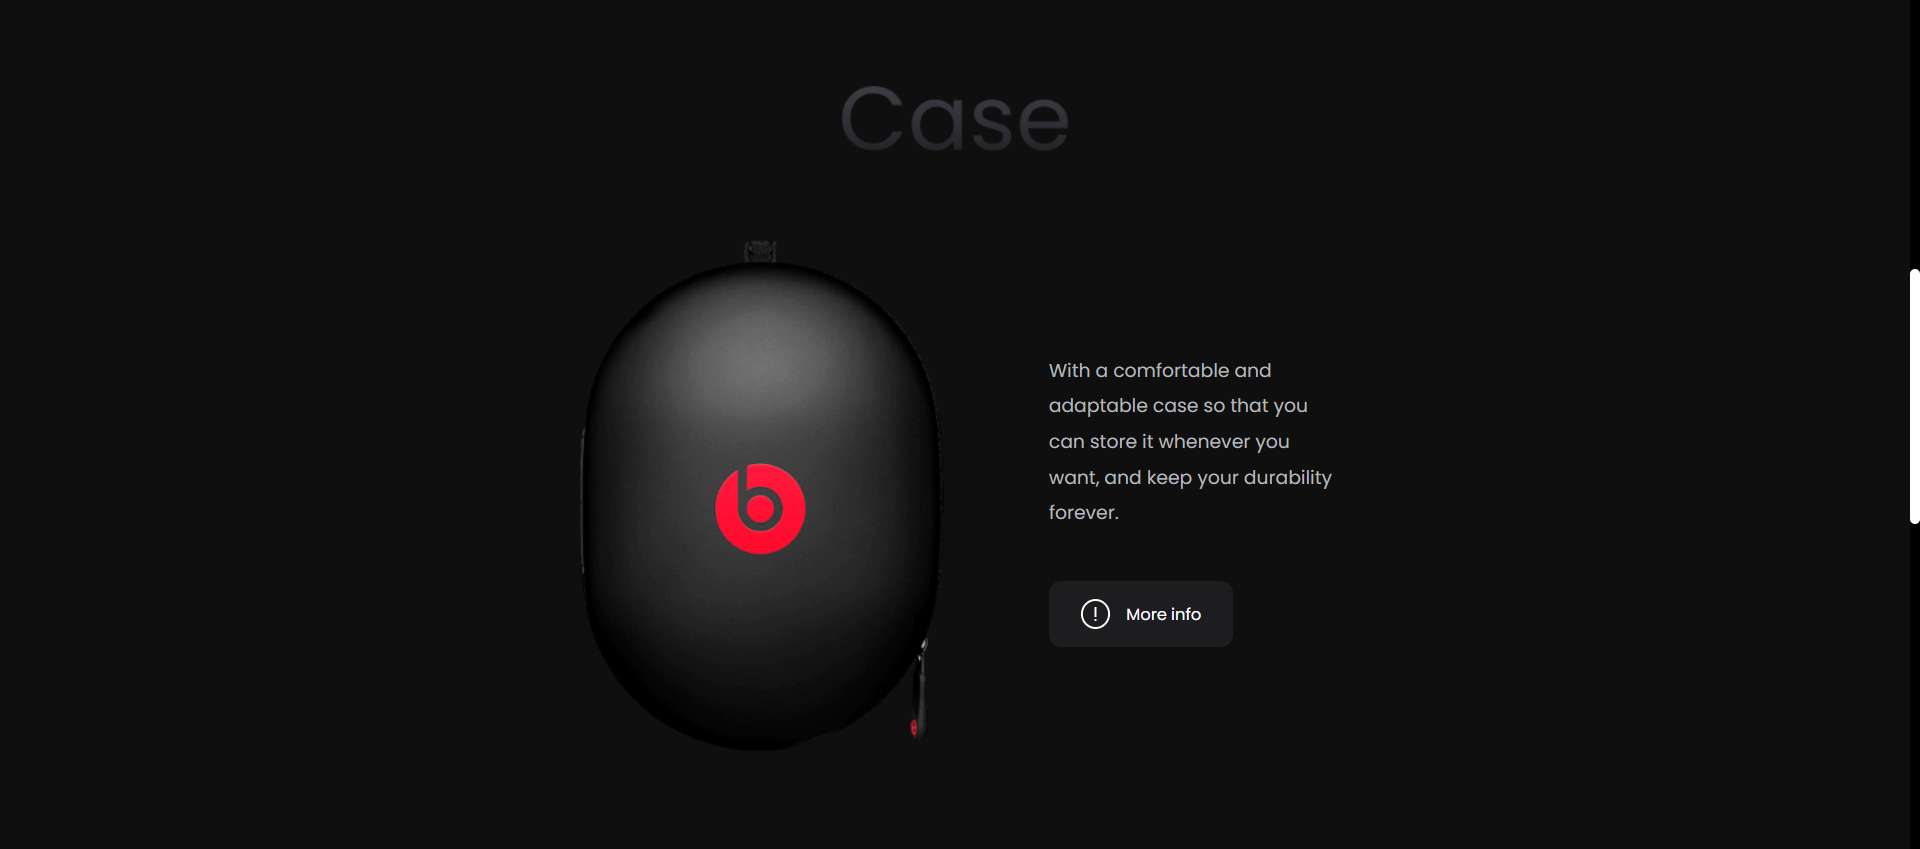 Case
With a comfortable and
adaptable case so that you
can store it whenever you
want, and keep your durability
forever.
More info